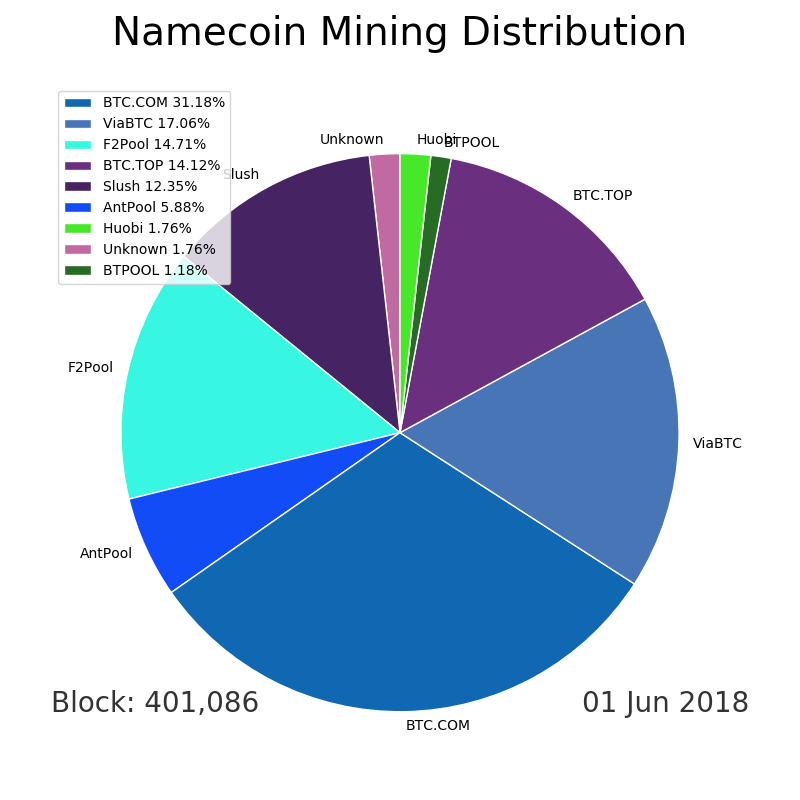 Namecoin Mining Distribution
BTC.COM 31.18%
ViaBTC 17.06%
F2Pool 14.71%
BTC.TOP 14.12%
Slush 12.35%
AntPool 5.88%
Huobi 1.76%
Unknown 1.76%
BTPOOL 1.18%
Unknown
Huobi
BTPOOL
Slush
BTC.TOP
F2Pool
ViaBTC
AntPool
BTC.COM
Block: 401,086
01 Jun 2018